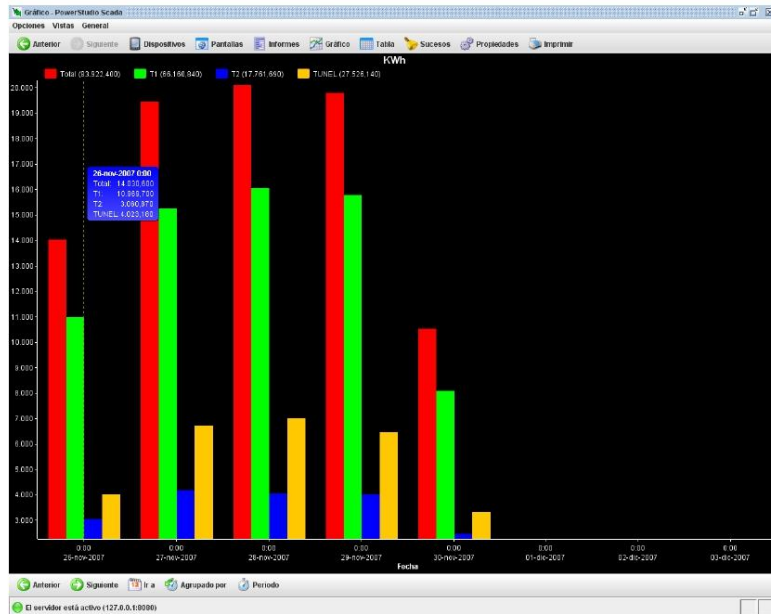 Gráfico - PowerStudio Scada
Opciones Vistas General
Anterior Siguiente Dispositivos Pantallas Informes Gráfico Tabla Sucesos Propiedades Imprimir
KWh
Total (83.922,400) T1 (66.160,840) T2 (17.761,690) TUNEL (27.526,140)
20.000
19.000
18.000
17.000
26-nov-2007 0:00
Total: 14.030,600
T1: 10.969,700
T2: 3.090,870
TUNEL: 4.023,160
16.000
15.000
14.000
13.000
12.000
11.000
10.000
9.000
8.000
7.000
6.000
5.000
4.000
3.000
0:00 0:00 0:00 0:00 0:00 0:00 0:00 0:00
26-nov-2007 27-nov-2007 28-nov-2007 29-nov-2007 30-nov-2007 01-dic-2007 02-dic-2007 03-dic-2007
Fecha
Anterior Siguiente Ir a Agrupado por Periodo
El servidor está activo (127.0.0.1:8080)